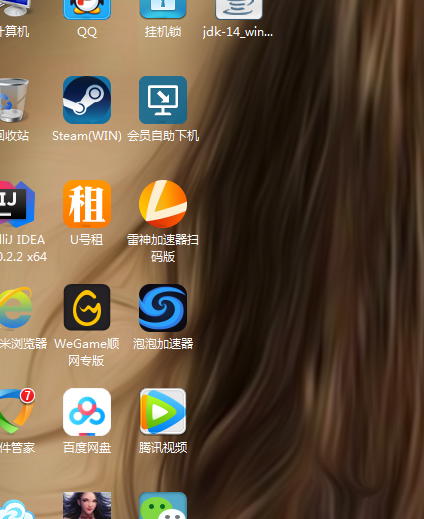 计算机
QQ
挂机锁
jdk-14_win...
回收站
Steam(WIN)
会员自助下机
IJ
租
lliJ IDEA
0.2.2 x64
U号租
雷神加速器扫
码版
米浏览器
WeGame顺
网专版
泡泡加速器
7
件管家
百度网盘
腾讯视频